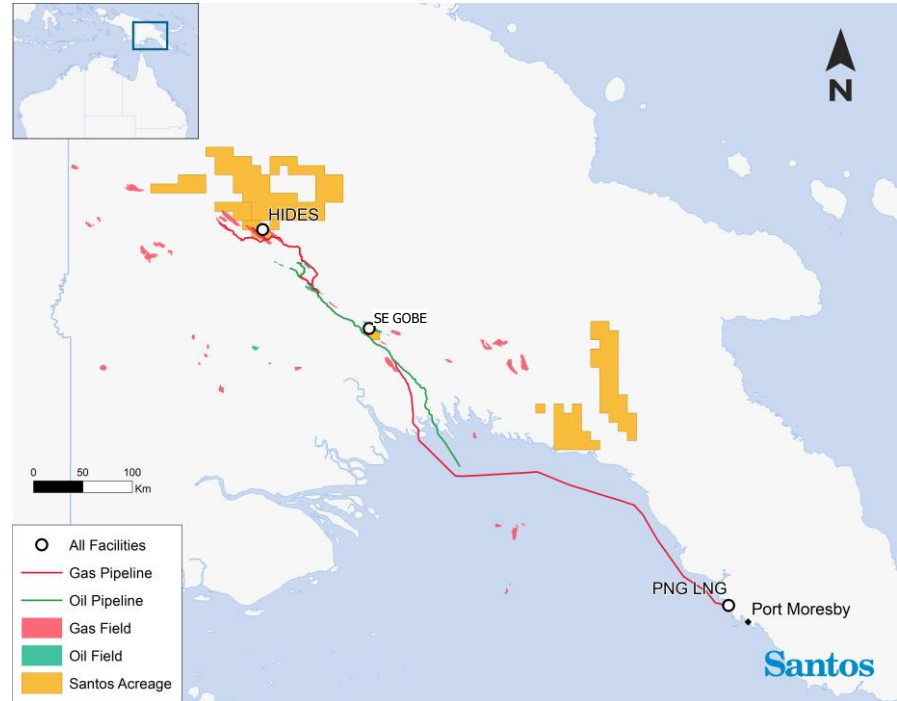 N
HIDES
SE GOBE
0 50 100
Km
PNG LNG
Port Moresby
All Facilities
Gas Pipeline
Oil Pipeline
Gas Field
Oil Field
Santos Acreage
Santos